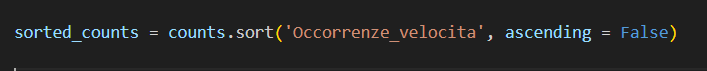 sorted_counts = counts.sort('Occorrenze_velocita', ascending = False)